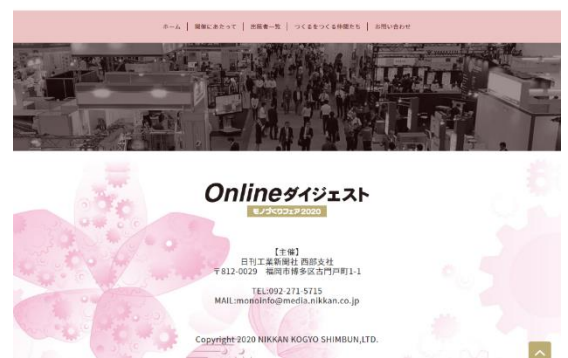 ホーム | 開催にあたって | 出展者一覧 | つくるをつくる仲間たち | お問い合わせ
Onlineダイジェスト
モノづくりフェア2020
【主催】
日刊工業新聞社 西部支社
〒812-0029 福岡市博多区古門戸町1-1
TEL:092-271-5715
MAIL:monoinfo@media.nikkan.co.jp
Copyright 2020 NIKKAN KOGYO SHIMBUN,LTD.